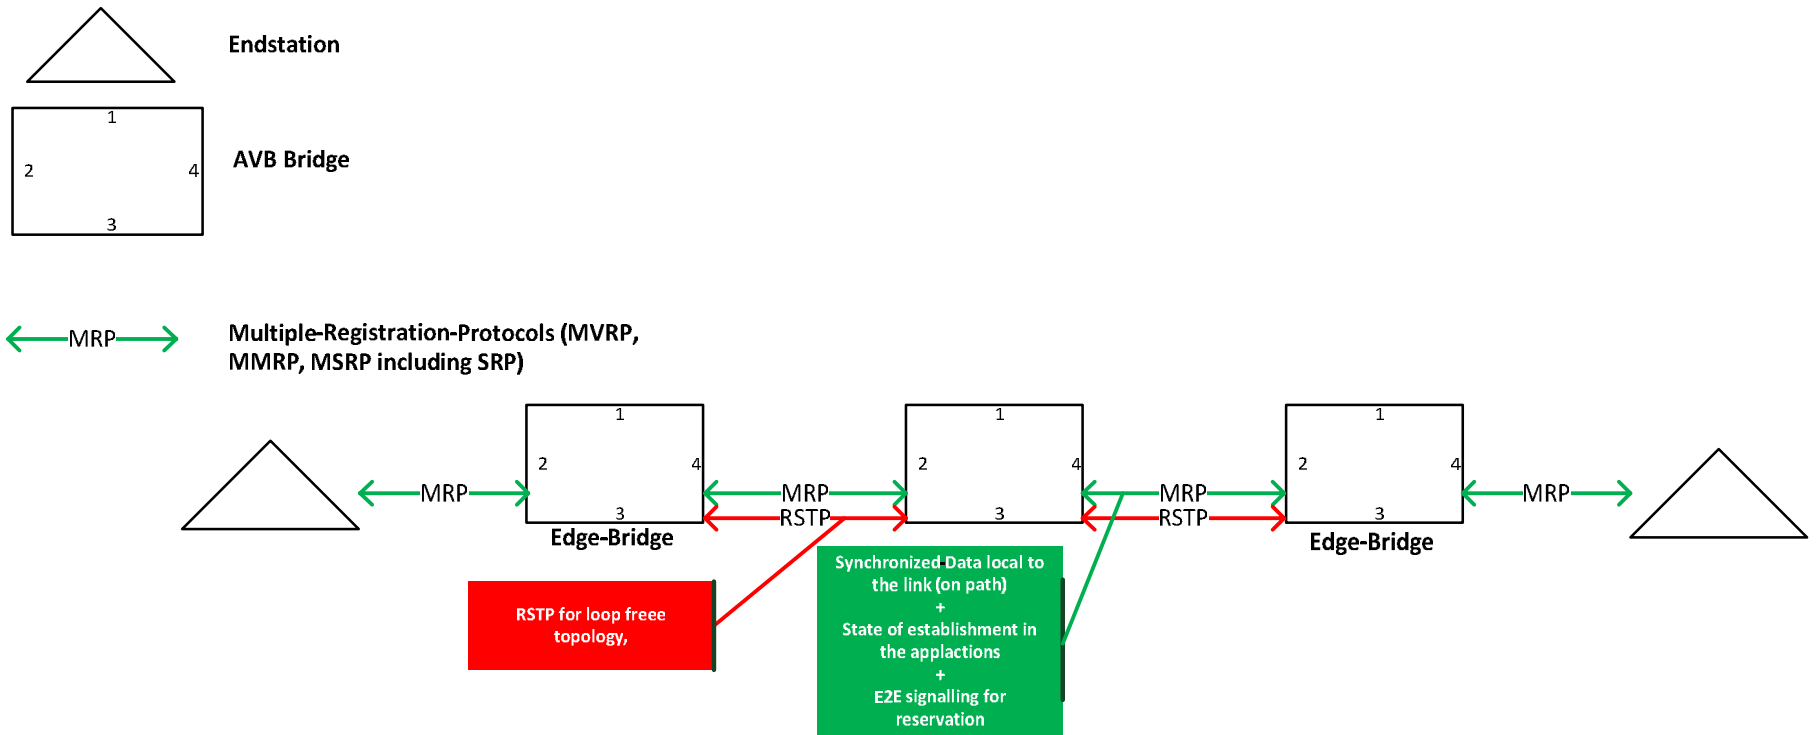 Endstation
1
2
4
3
AVB Bridge
MRP
Multiple-Registration-Protocols (MVRP,
MMRP, MSRP including SRP)
1
2
4
3
Edge-Bridge
1
2
4
3
1
2
4
3
Edge-Bridge
MRP
MRP
RSTP
MRP
RSTP
MRP
RSTP for loop freee
topology,
Synchronized-Data local to
the link (on path)
+
State of establishment in
the applactions
+
E2E signalling for
reservation